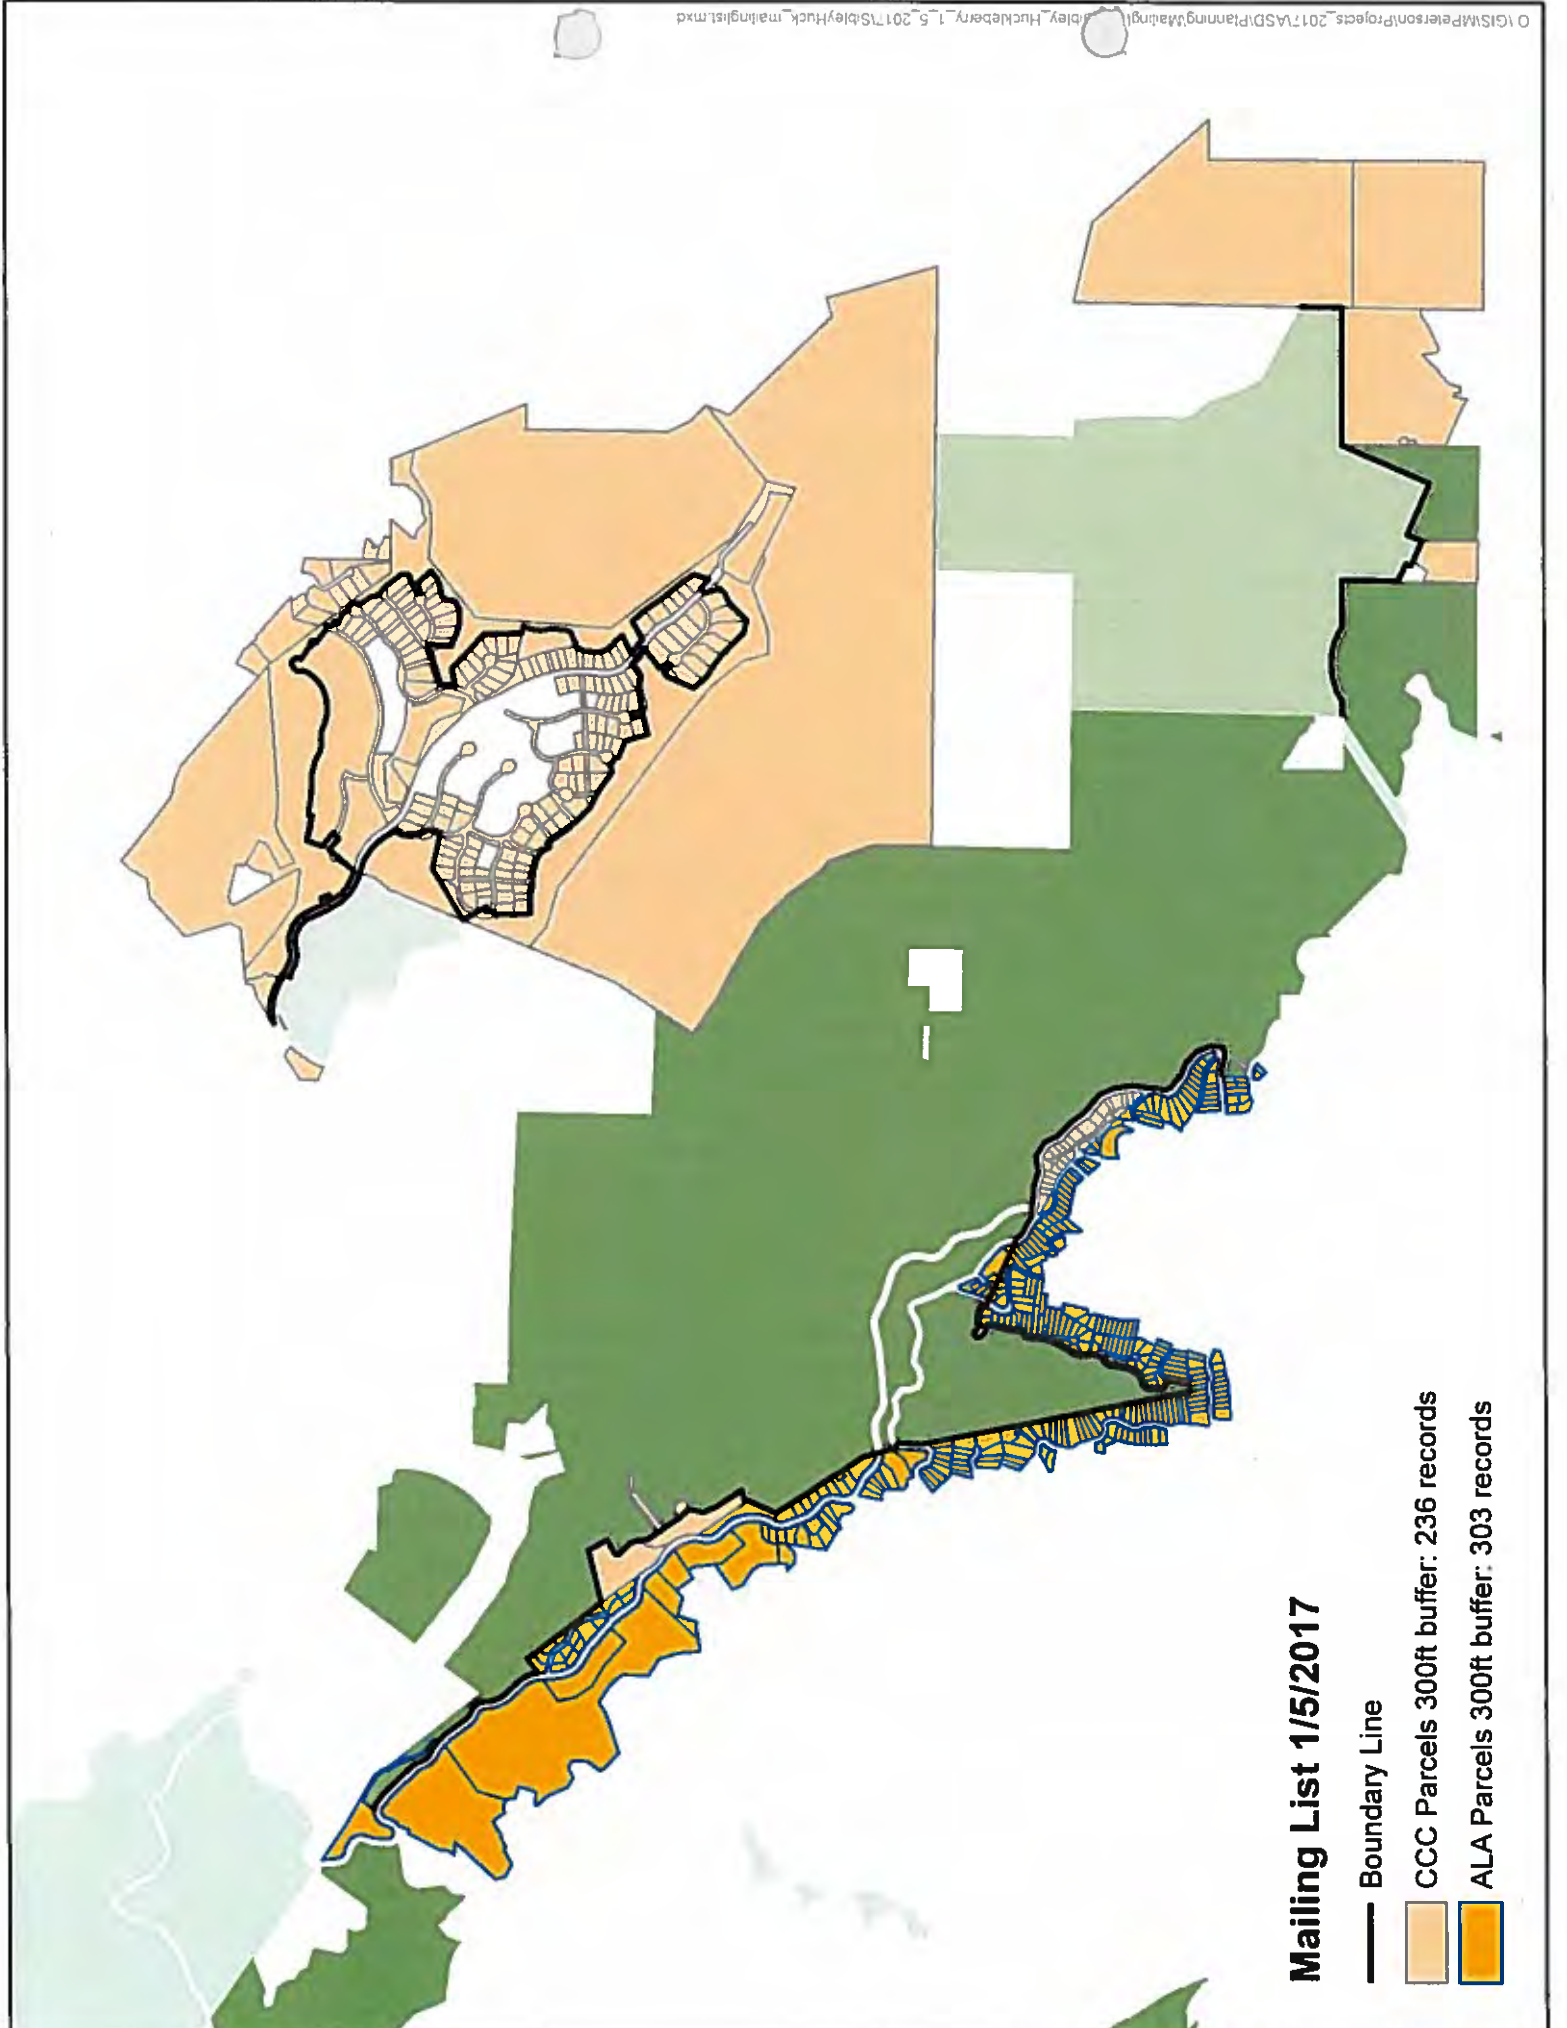 Mailing List 1/5/2017
Boundary Line
CCC Parcels 300ft buffer: 236 records
ALA Parcels 300ft buffer: 303 records